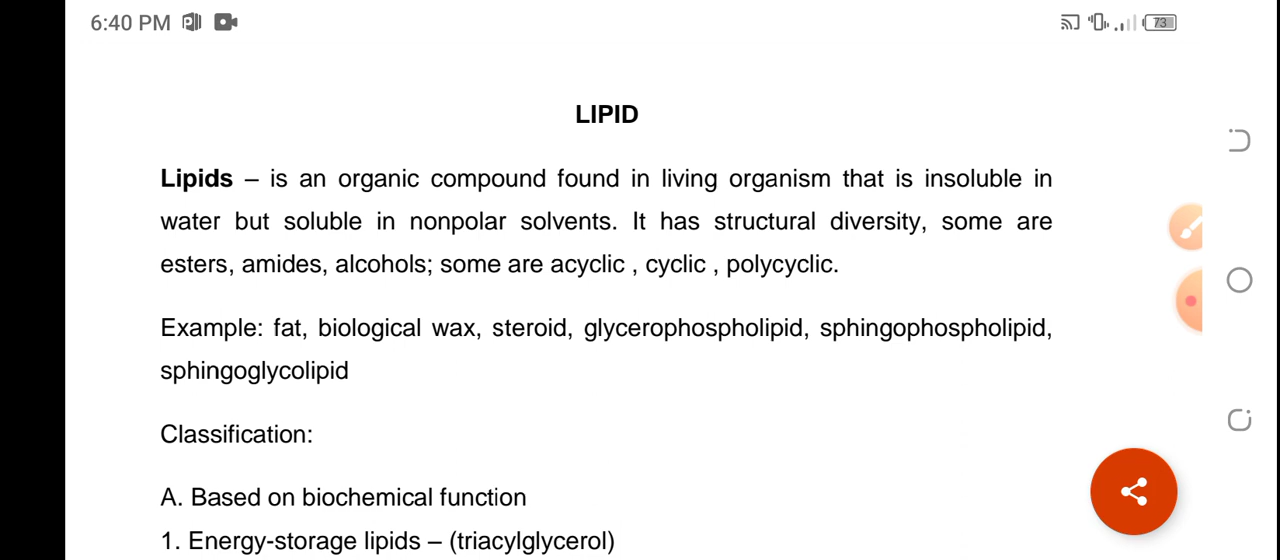 6:40 PM
73
LIPID
Lipids – is an organic compound found in living organism that is insoluble in
water but soluble in nonpolar solvents. It has structural diversity, some are
esters, amides, alcohols; some are acyclic , cyclic , polycyclic.
Example: fat, biological wax, steroid, glycerophospholipid, sphingophospholipid,
sphingoglycolipid
Classification:
A. Based on biochemical function
1. Energy-storage lipids – (triacylglycerol)